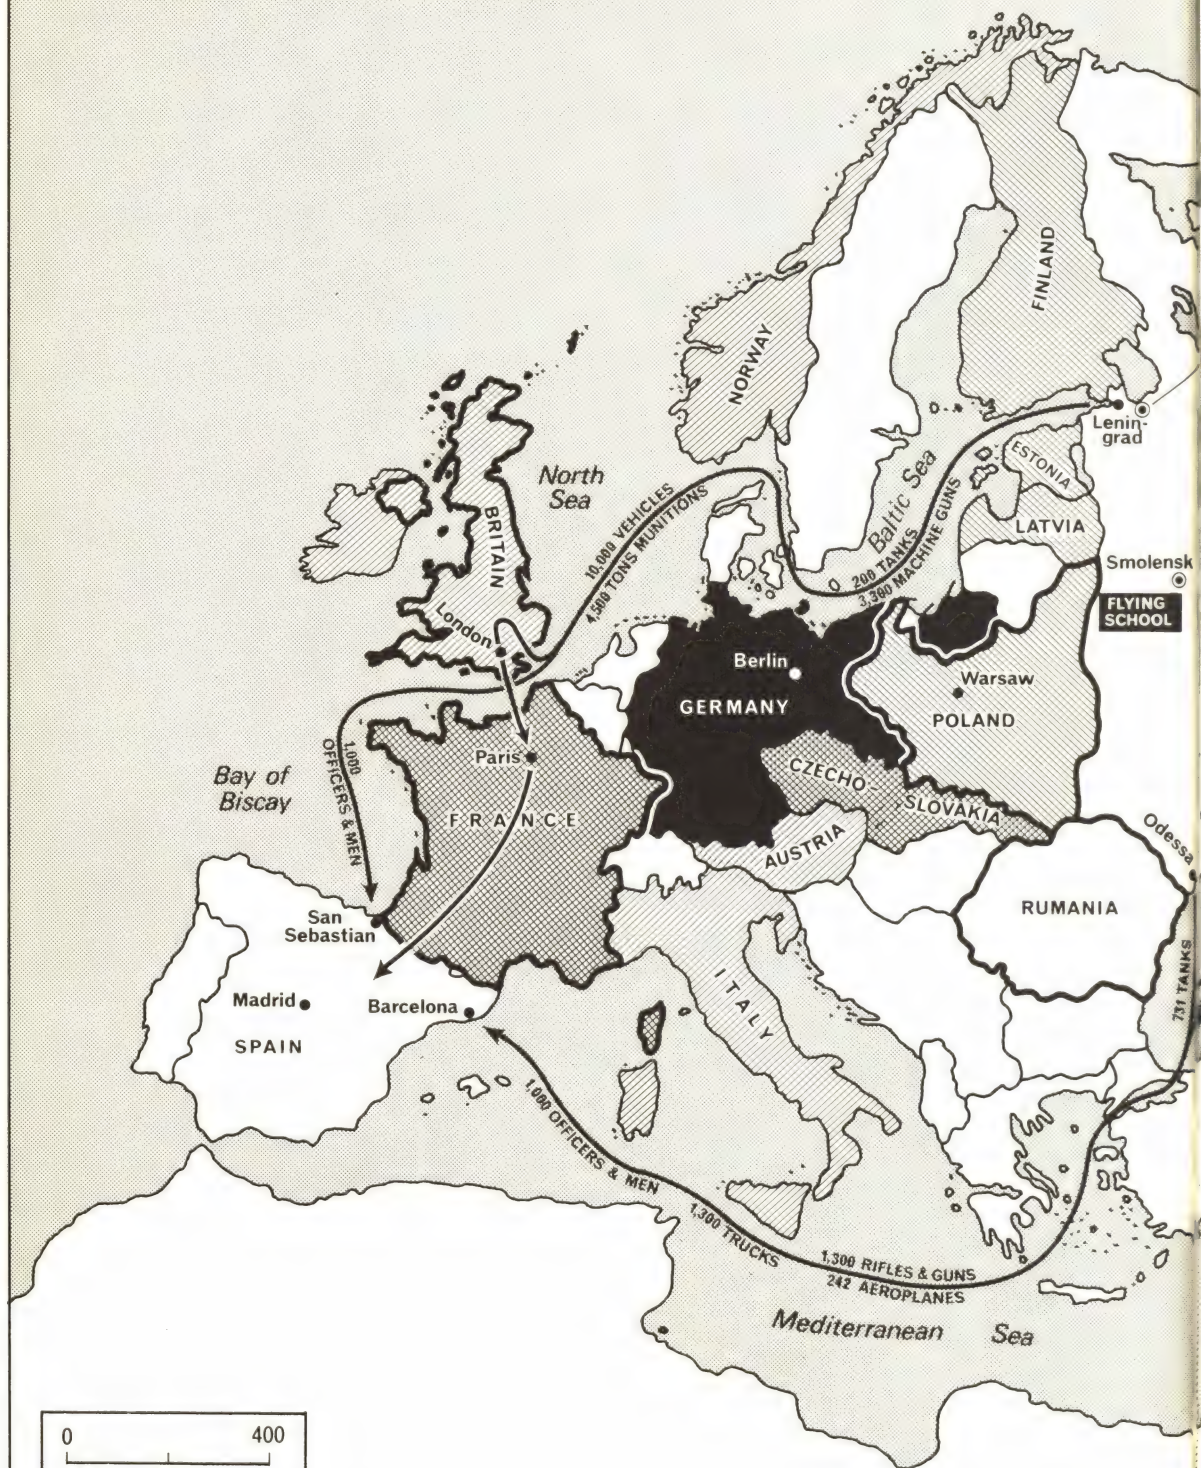 NORWAY
FINLAND
Lenin-
grad
ESTONIA
LATVIA
Baltic Sea
North
Sea
BRITAIN
London
10,000 VEHICLES
4,500 TONS MUNITIONS
200 TANKS
3,300 MACHINE GUNS
Smolensk
FLYING
SCHOOL
Berlin
GERMANY
Warsaw
POLAND
Paris
FRANCE
CZECHO-
SLOVAKIA
AUSTRIA
1,000
OFFICERS & MEN
Bay of
Biscay
Odessa
RUMANIA
San
Sebastian
Madrid
SPAIN
Barcelona
ITALY
731 TANKS
1,000 OFFICERS & MEN
1,300 TRUCKS
1,300 RIFLES & GUNS
242 AEROPLANES
Mediterranean Sea
0 400